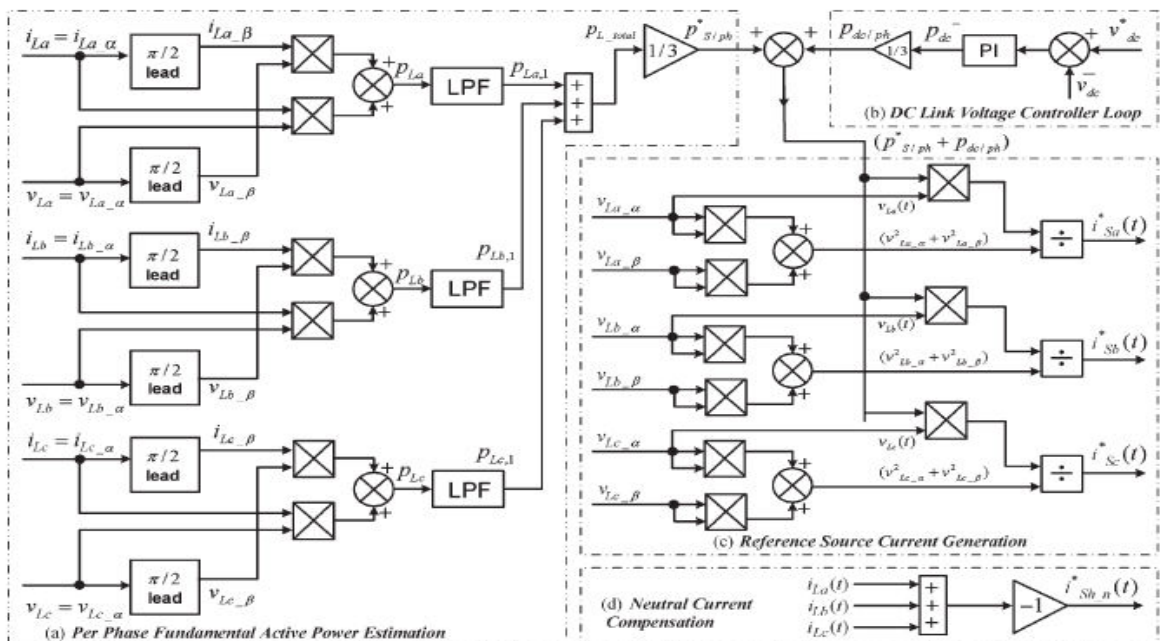 i_La = i_La_α
π/2
lead
i_La_β
+
+
p_La
LPF
p_La,1
v_La = v_La_α
π/2
lead
v_La_β
i_Lb = i_Lb_α
π/2
lead
i_Lb_β
+
+
p_Lb
LPF
p_Lb,1
v_Lb = v_Lb_α
π/2
lead
v_Lb_β
i_Lc = i_Lc_α
π/2
lead
i_Lc_β
+
+
p_Lc
LPF
p_Lc,1
v_Lc = v_Lc_α
π/2
lead
v_Lc_β
(a) Per Phase Fundamental Active Power Estimation
+
+
+
p_L_total
1/3
p*_S/ph
+
+
p_dc/ph
1/3
p_dc^-
PI
+
v*_dc
-
v_dc
(b) DC Link Voltage Controller Loop
(p*_S/ph + p_dc/ph)
v_La_α
v_La(t)
+
+
(v²_La_α + v²_La_β)
÷
i*_Sa(t)
v_La_β
v_Lb_α
v_Lb(t)
+
+
(v²_Lb_α + v²_Lb_β)
÷
i*_Sb(t)
v_Lb_β
v_Lc_α
v_Lc(t)
+
+
(v²_Lc_α + v²_Lc_β)
÷
i*_Sc(t)
v_Lc_β
(c) Reference Source Current Generation
(d) Neutral Current
Compensation
i_La(t)
i_Lb(t)
i_Lc(t)
+
+
+
−1
i*_Sh_n(t)